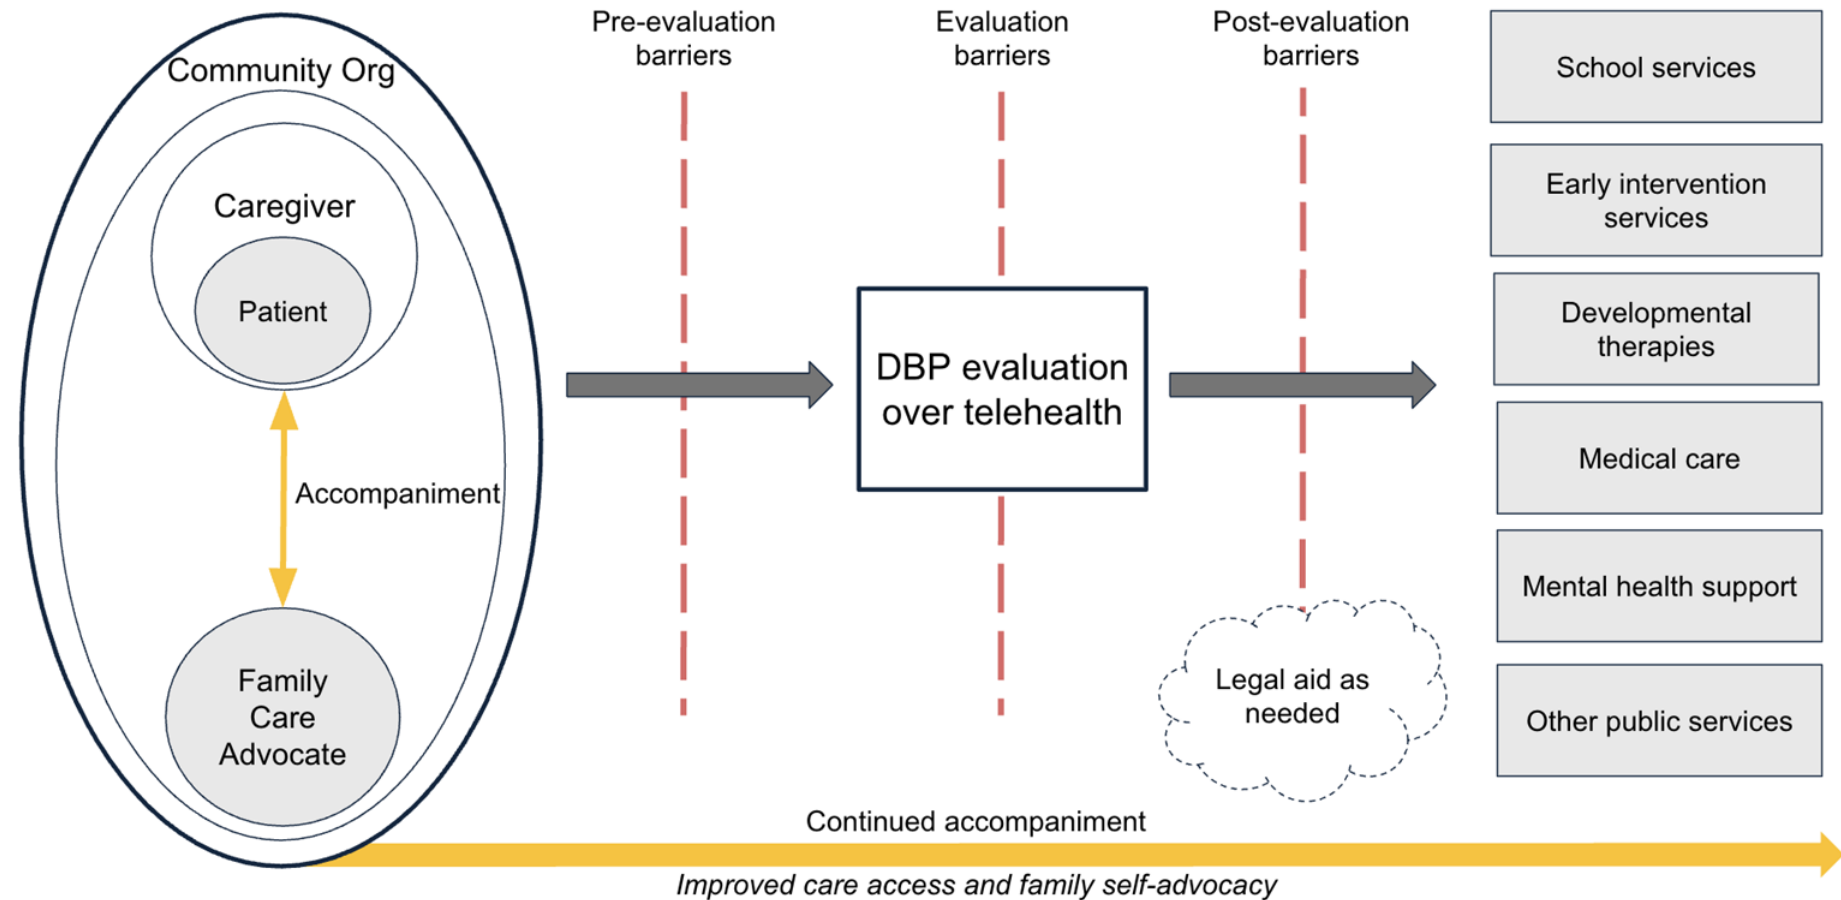 Community Org
Caregiver
Patient
Accompaniment
Family
Care
Advocate
Pre-evaluation
barriers
Evaluation
barriers
Post-evaluation
barriers
DBP evaluation
over telehealth
Legal aid as
needed
School services
Early intervention
services
Developmental
therapies
Medical care
Mental health support
Other public services
Continued accompaniment
Improved care access and family self-advocacy